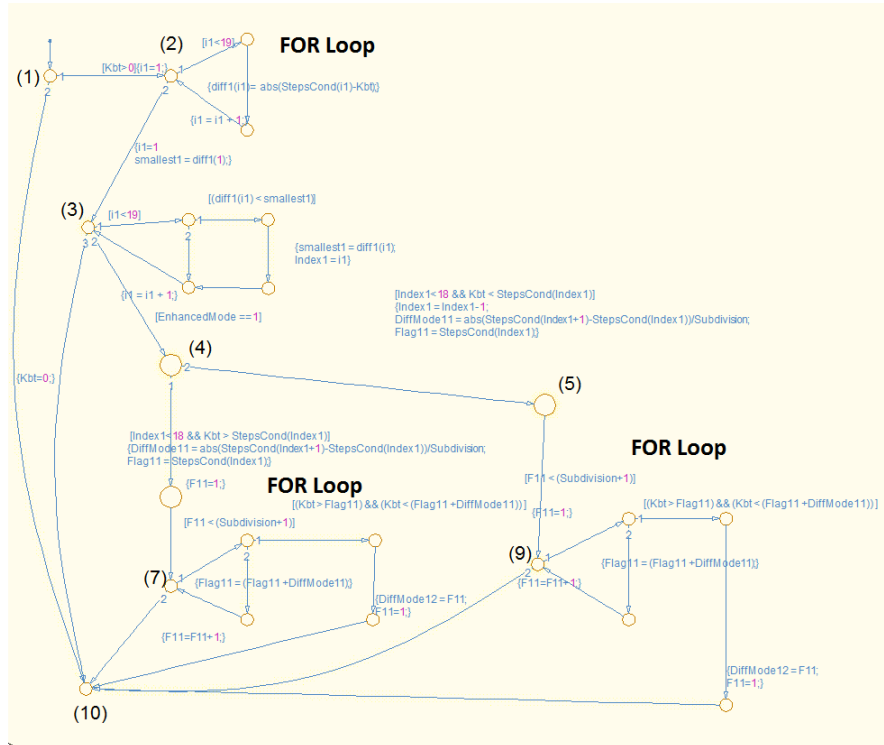 (2)
[i1<19]
FOR Loop
(1)
1
[Kbt>0]{i1=1;}
1
2
2
{diff1(i1)= abs(StepsCond(i1)-Kbt);}
{i1 = i1 + 1;}
{i1=1
smallest1 = diff1(1);}
[(diff1(i1) < smallest1)]
(3)
[i1<19]
1
1
3
2
2
{smallest1 = diff1(i1);
Index1 = i1}
{i1 = i1 + 1;}
[Index1<18 && Kbt < StepsCond(Index1)]
{Index1 = Index1-1;
DiffMode11 = abs(StepsCond(Index1+1)-StepsCond(Index1))/Subdivision;
Flag11 = StepsCond(Index1);}
[EnhancedMode ==1]
(4)
2
1
(5)
{Kbt=0;}
[Index1<18 && Kbt > StepsCond(Index1)]
{DiffMode11 = abs(StepsCond(Index1+1)-StepsCond(Index1))/Subdivision;
Flag11 = StepsCond(Index1);}
FOR Loop
{F11=1;}
FOR Loop
[F11 < (Subdivision+1)]
[(Kbt > Flag11) && (Kbt < (Flag11 +DiffMode11))]
[(Kbt > Flag11) && (Kbt < (Flag11 +DiffMode11))]
{F11=1;}
[F11 < (Subdivision+1)]
1
1
2
2
(9)
1
2
(7)
1
2
{Flag11 = (Flag11 +DiffMode11);}
{Flag11 = (Flag11 +DiffMode11);}
{F11=F11+1;}
{DiffMode12 = F11;
F11=1;}
{F11=F11+1;}
{DiffMode12 = F11;
F11=1;}
(10)